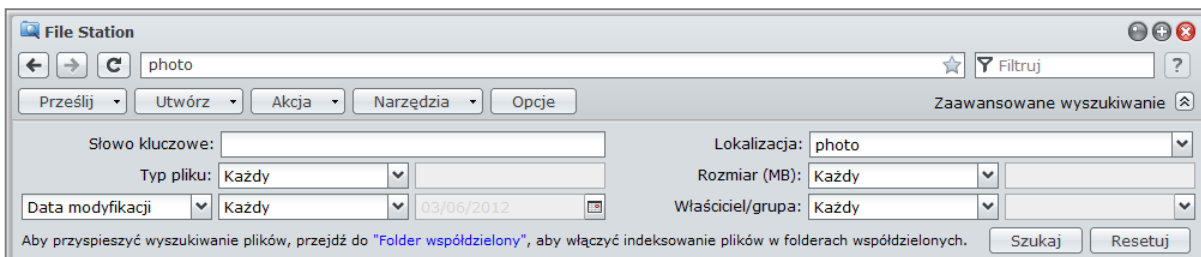 File Station
photo Filtruj ?
Prześlij Utwórz Akcja Narzędzia Opcje Zaawansowane wyszukiwanie
Słowo kluczowe: Lokalizacja: photo
Typ pliku: Każdy Rozmiar (MB): Każdy
Data modyfikacji Każdy 03/06/2012 Właściciel/grupa: Każdy
Aby przyspieszyć wyszukiwanie plików, przejdź do "Folder współdzielony", aby włączyć indeksowanie plików w folderach współdzielonych. Szukaj Resetuj